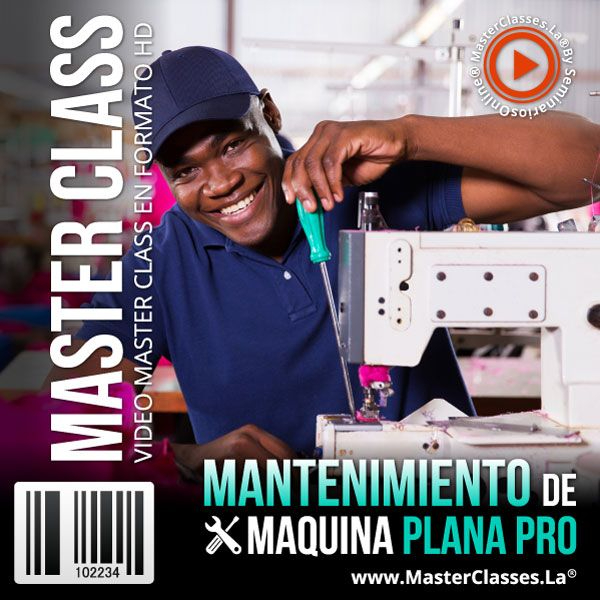 MASTER CLASS
VIDEO MASTER CLASS EN FORMATO HD
MasterClasses.La® By SeminariosOnline®
MANTENIMIENTO DE
MAQUINA PLANA PRO
102234
www.MasterClasses.La®